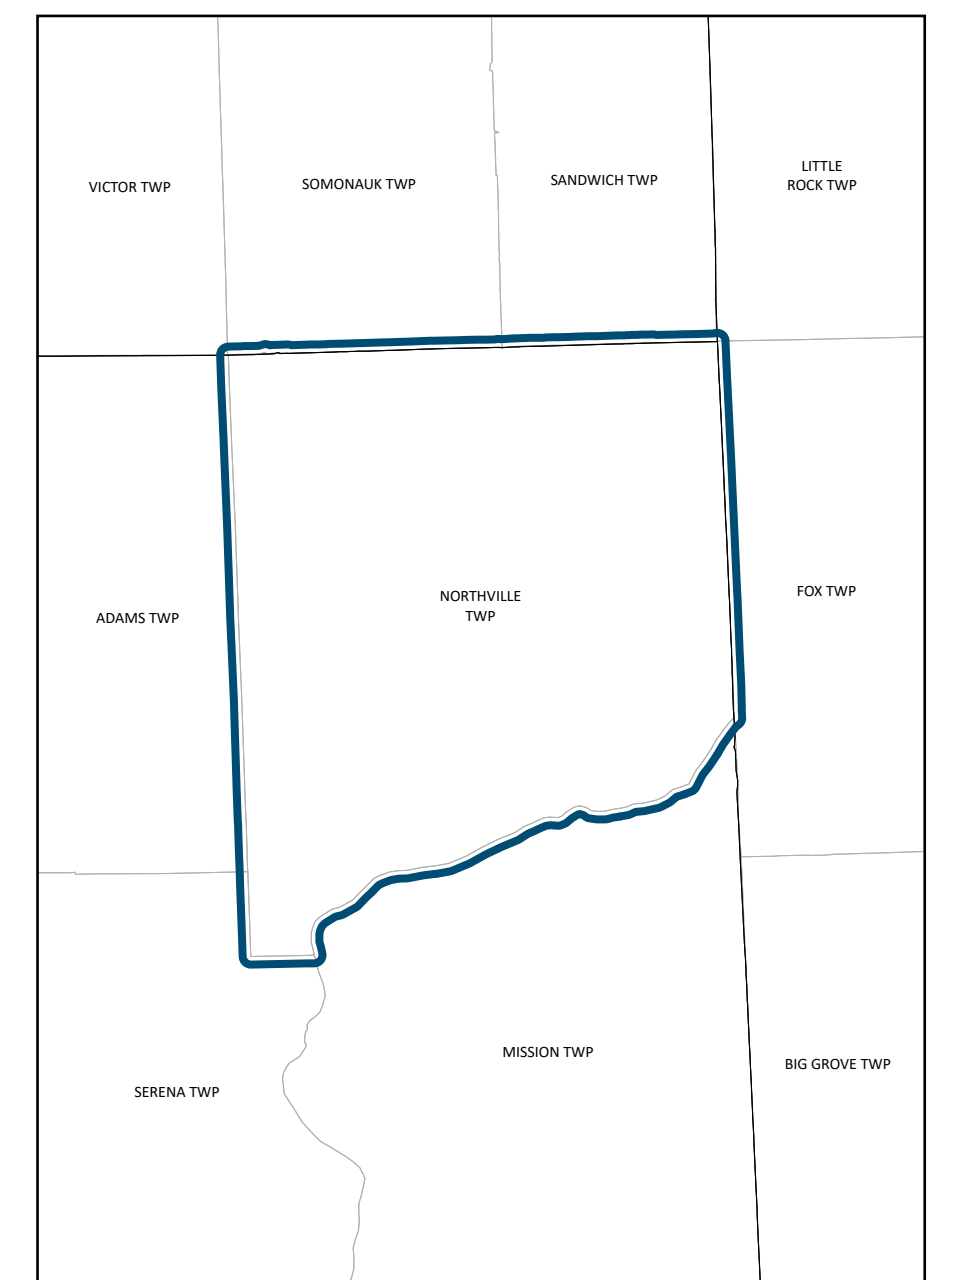 VICTOR TWP
SOMONAUK TWP
SANDWICH TWP
LITTLE
ROCK TWP
ADAMS TWP
NORTHVILLE
TWP
FOX TWP
SERENA TWP
MISSION TWP
BIG GROVE TWP